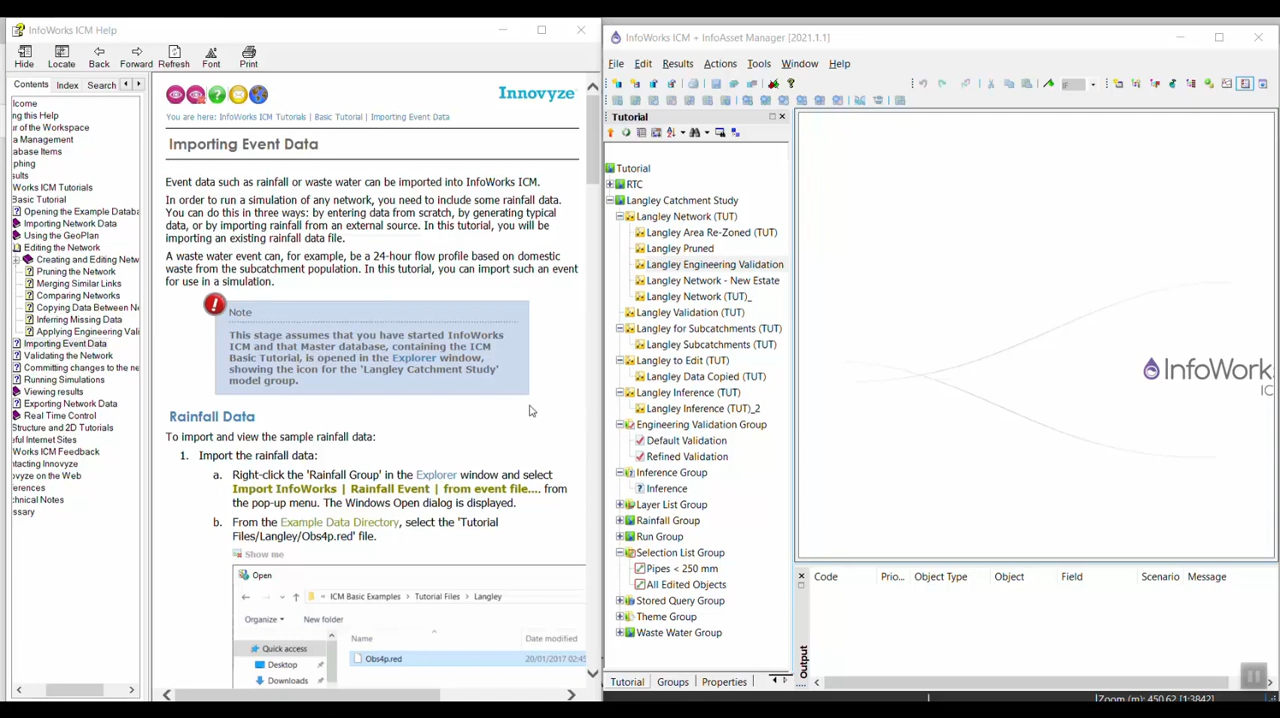 InfoWorks ICM Help
Hide Locate Back Forward Refresh Font Print
Contents Index Search
lcome
ng this Help
ur of the Workspace
a Management
abase Items
phing
sults
Works ICM Tutorials
Basic Tutorial
Opening the Example Databa
Importing Network Data
Using the GeoPlan
Editing the Network
Creating and Editing Netw
Pruning the Network
Merging Similar Links
Comparing Networks
Copying Data Between N
Inferring Missing Data
Applying Engineering Vali
Importing Event Data
Validating the Network
Committing changes to the ne
Running Simulations
Viewing results
Exporting Network Data
Real Time Control
Structure and 2D Tutorials
eful Internet Sites
Works ICM Feedback
ntacting Innovyze
ovyze on the Web
erences
chnical Notes
ssary
Innovyze
You are here: InfoWorks ICM Tutorials | Basic Tutorial | Importing Event Data
Importing Event Data
Event data such as rainfall or waste water can be imported into InfoWorks ICM.
In order to run a simulation of any network, you need to include some rainfall data.
You can do this in three ways: by entering data from scratch, by generating typical
data, or by importing rainfall from an external source. In this tutorial, you will be
importing an existing rainfall data file.
A waste water event can, for example, be a 24-hour flow profile based on domestic
waste from the subcatchment population. In this tutorial, you can import such an event
for use in a simulation.
Note
This stage assumes that you have started InfoWorks
ICM and that Master database, containing the ICM
Basic Tutorial, is opened in the Explorer window,
showing the icon for the 'Langley Catchment Study'
model group.
Rainfall Data
To import and view the sample rainfall data:
1. Import the rainfall data:
a. Right-click the 'Rainfall Group' in the Explorer window and select
Import InfoWorks | Rainfall Event | from event file.... from
the pop-up menu. The Windows Open dialog is displayed.
b. From the Example Data Directory, select the 'Tutorial
Files/Langley/Obs4p.red' file.
Show me
Open
« ICM Basic Examples > Tutorial Files > Langley
Organize New folder
Name Date modified
Quick access
Obs4p.red 20/01/2017 02:45
Desktop
Downloads
InfoWorks ICM + InfoAsset Manager [2021.1.1]
File Edit Results Actions Tools Window Help
Tutorial
Tutorial
RTC
Langley Catchment Study
Langley Network (TUT)
Langley Area Re-Zoned (TUT)
Langley Pruned
Langley Engineering Validation
Langley Network - New Estate
Langley Network (TUT)_
Langley Validation (TUT)
Langley for Subcatchments (TUT)
Langley Subcatchments (TUT)
Langley to Edit (TUT)
Langley Data Copied (TUT)
Langley Inference (TUT)
Langley Inference (TUT)_2
Engineering Validation Group
Default Validation
Refined Validation
Inference Group
Inference
Layer List Group
Rainfall Group
Run Group
Selection List Group
Pipes < 250 mm
All Edited Objects
Stored Query Group
Theme Group
Waste Water Group
Tutorial Groups Properties
InfoWork
IC
Code Prio... Object Type Object Field Scenario Message
Output
Zoom (m): 450.62 [1:3842]